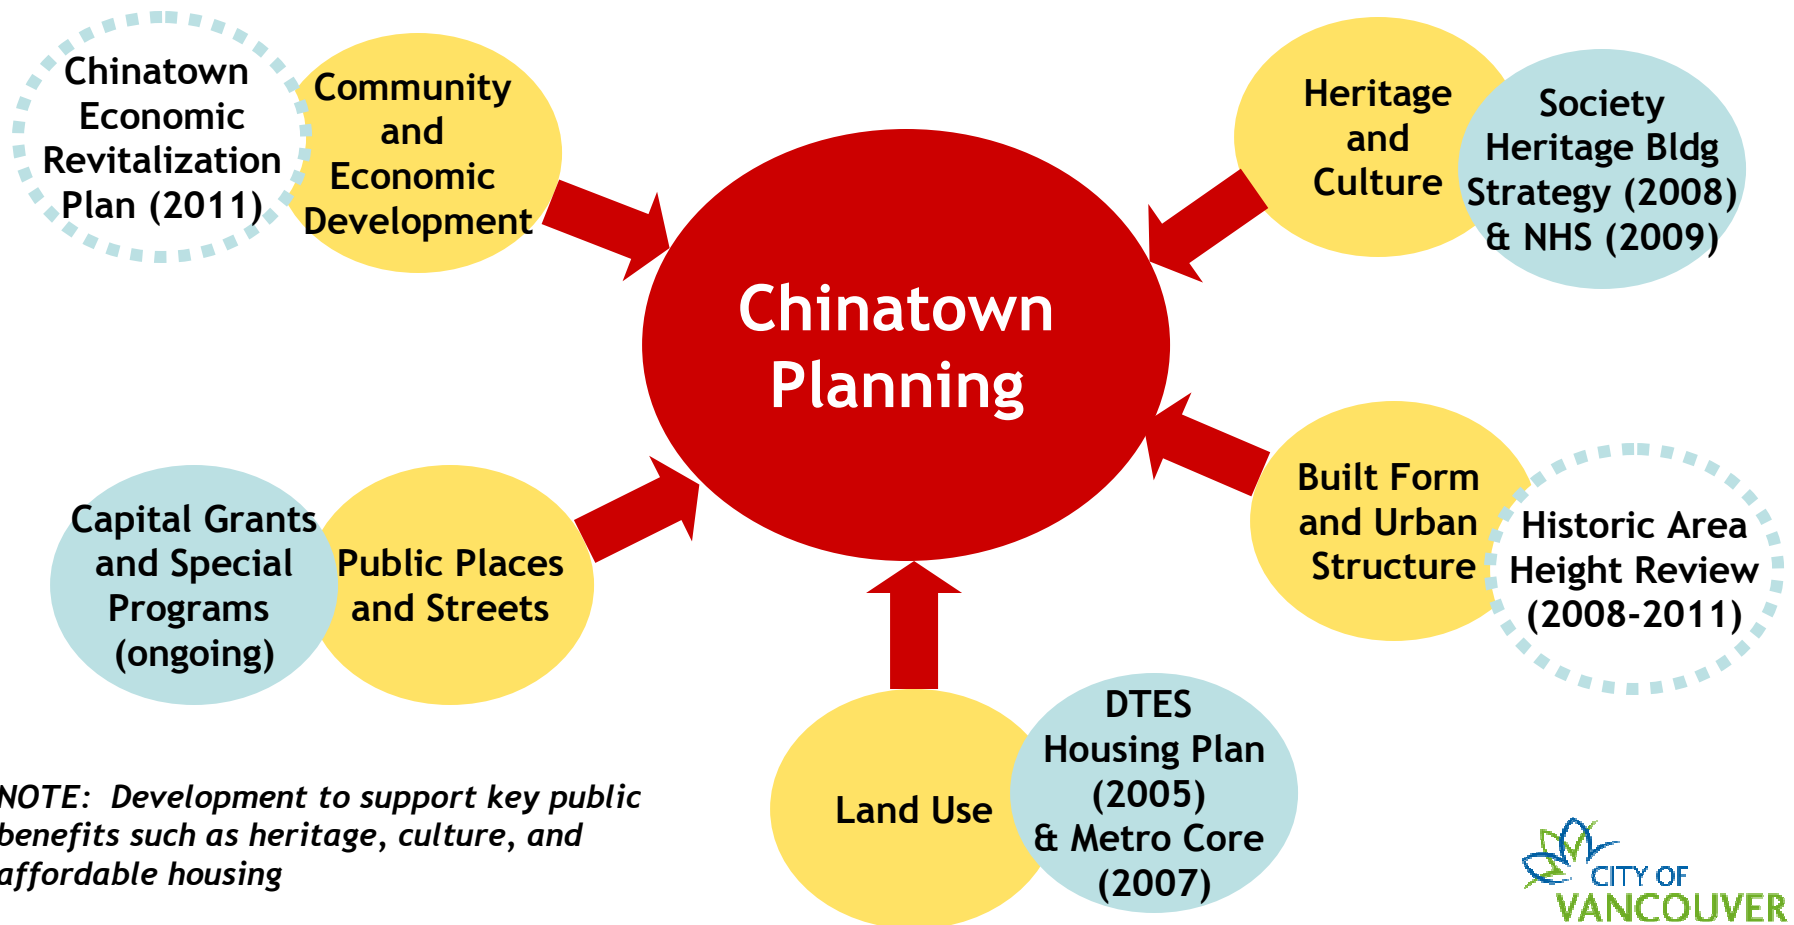 Chinatown
Economic
Revitalization
Plan (2011)
Community
and
Economic
Development
Heritage
and
Culture
Society
Heritage Bldg
Strategy (2008)
& NHS (2009)
Chinatown
Planning
Capital Grants
and Special
Programs
(ongoing)
Public Places
and Streets
Built Form
and Urban
Structure
Historic Area
Height Review
(2008-2011)
Land Use
DTES
Housing Plan
(2005)
& Metro Core
(2007)
NOTE: Development to support key public
benefits such as heritage, culture, and
affordable housing
CITY OF
VANCOUVER